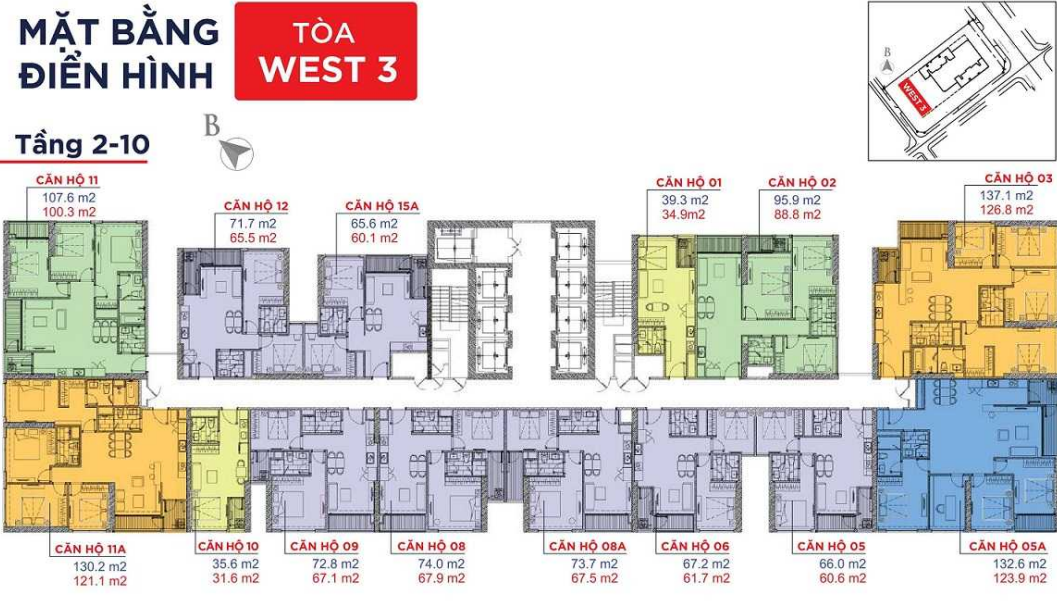 MẶT BẰNG
ĐIỂN HÌNH
TÒA
WEST 3
Tầng 2-10
B
B
WEST 3
CĂN HỘ 11
107.6 m2
100.3 m2
CĂN HỘ 12
71.7 m2
65.5 m2
CĂN HỘ 15A
65.6 m2
60.1 m2
CĂN HỘ 01
39.3 m2
34.9m2
CĂN HỘ 02
95.9 m2
88.8 m2
CĂN HỘ 03
137.1 m2
126.8 m2
CĂN HỘ 11A
130.2 m2
121.1 m2
CĂN HỘ 10
35.6 m2
31.6 m2
CĂN HỘ 09
72.8 m2
67.1 m2
CĂN HỘ 08
74.0 m2
67.9 m2
CĂN HỘ 08A
73.7 m2
67.5 m2
CĂN HỘ 06
67.2 m2
61.7 m2
CĂN HỘ 05
66.0 m2
60.6 m2
CĂN HỘ 05A
132.6 m2
123.9 m2